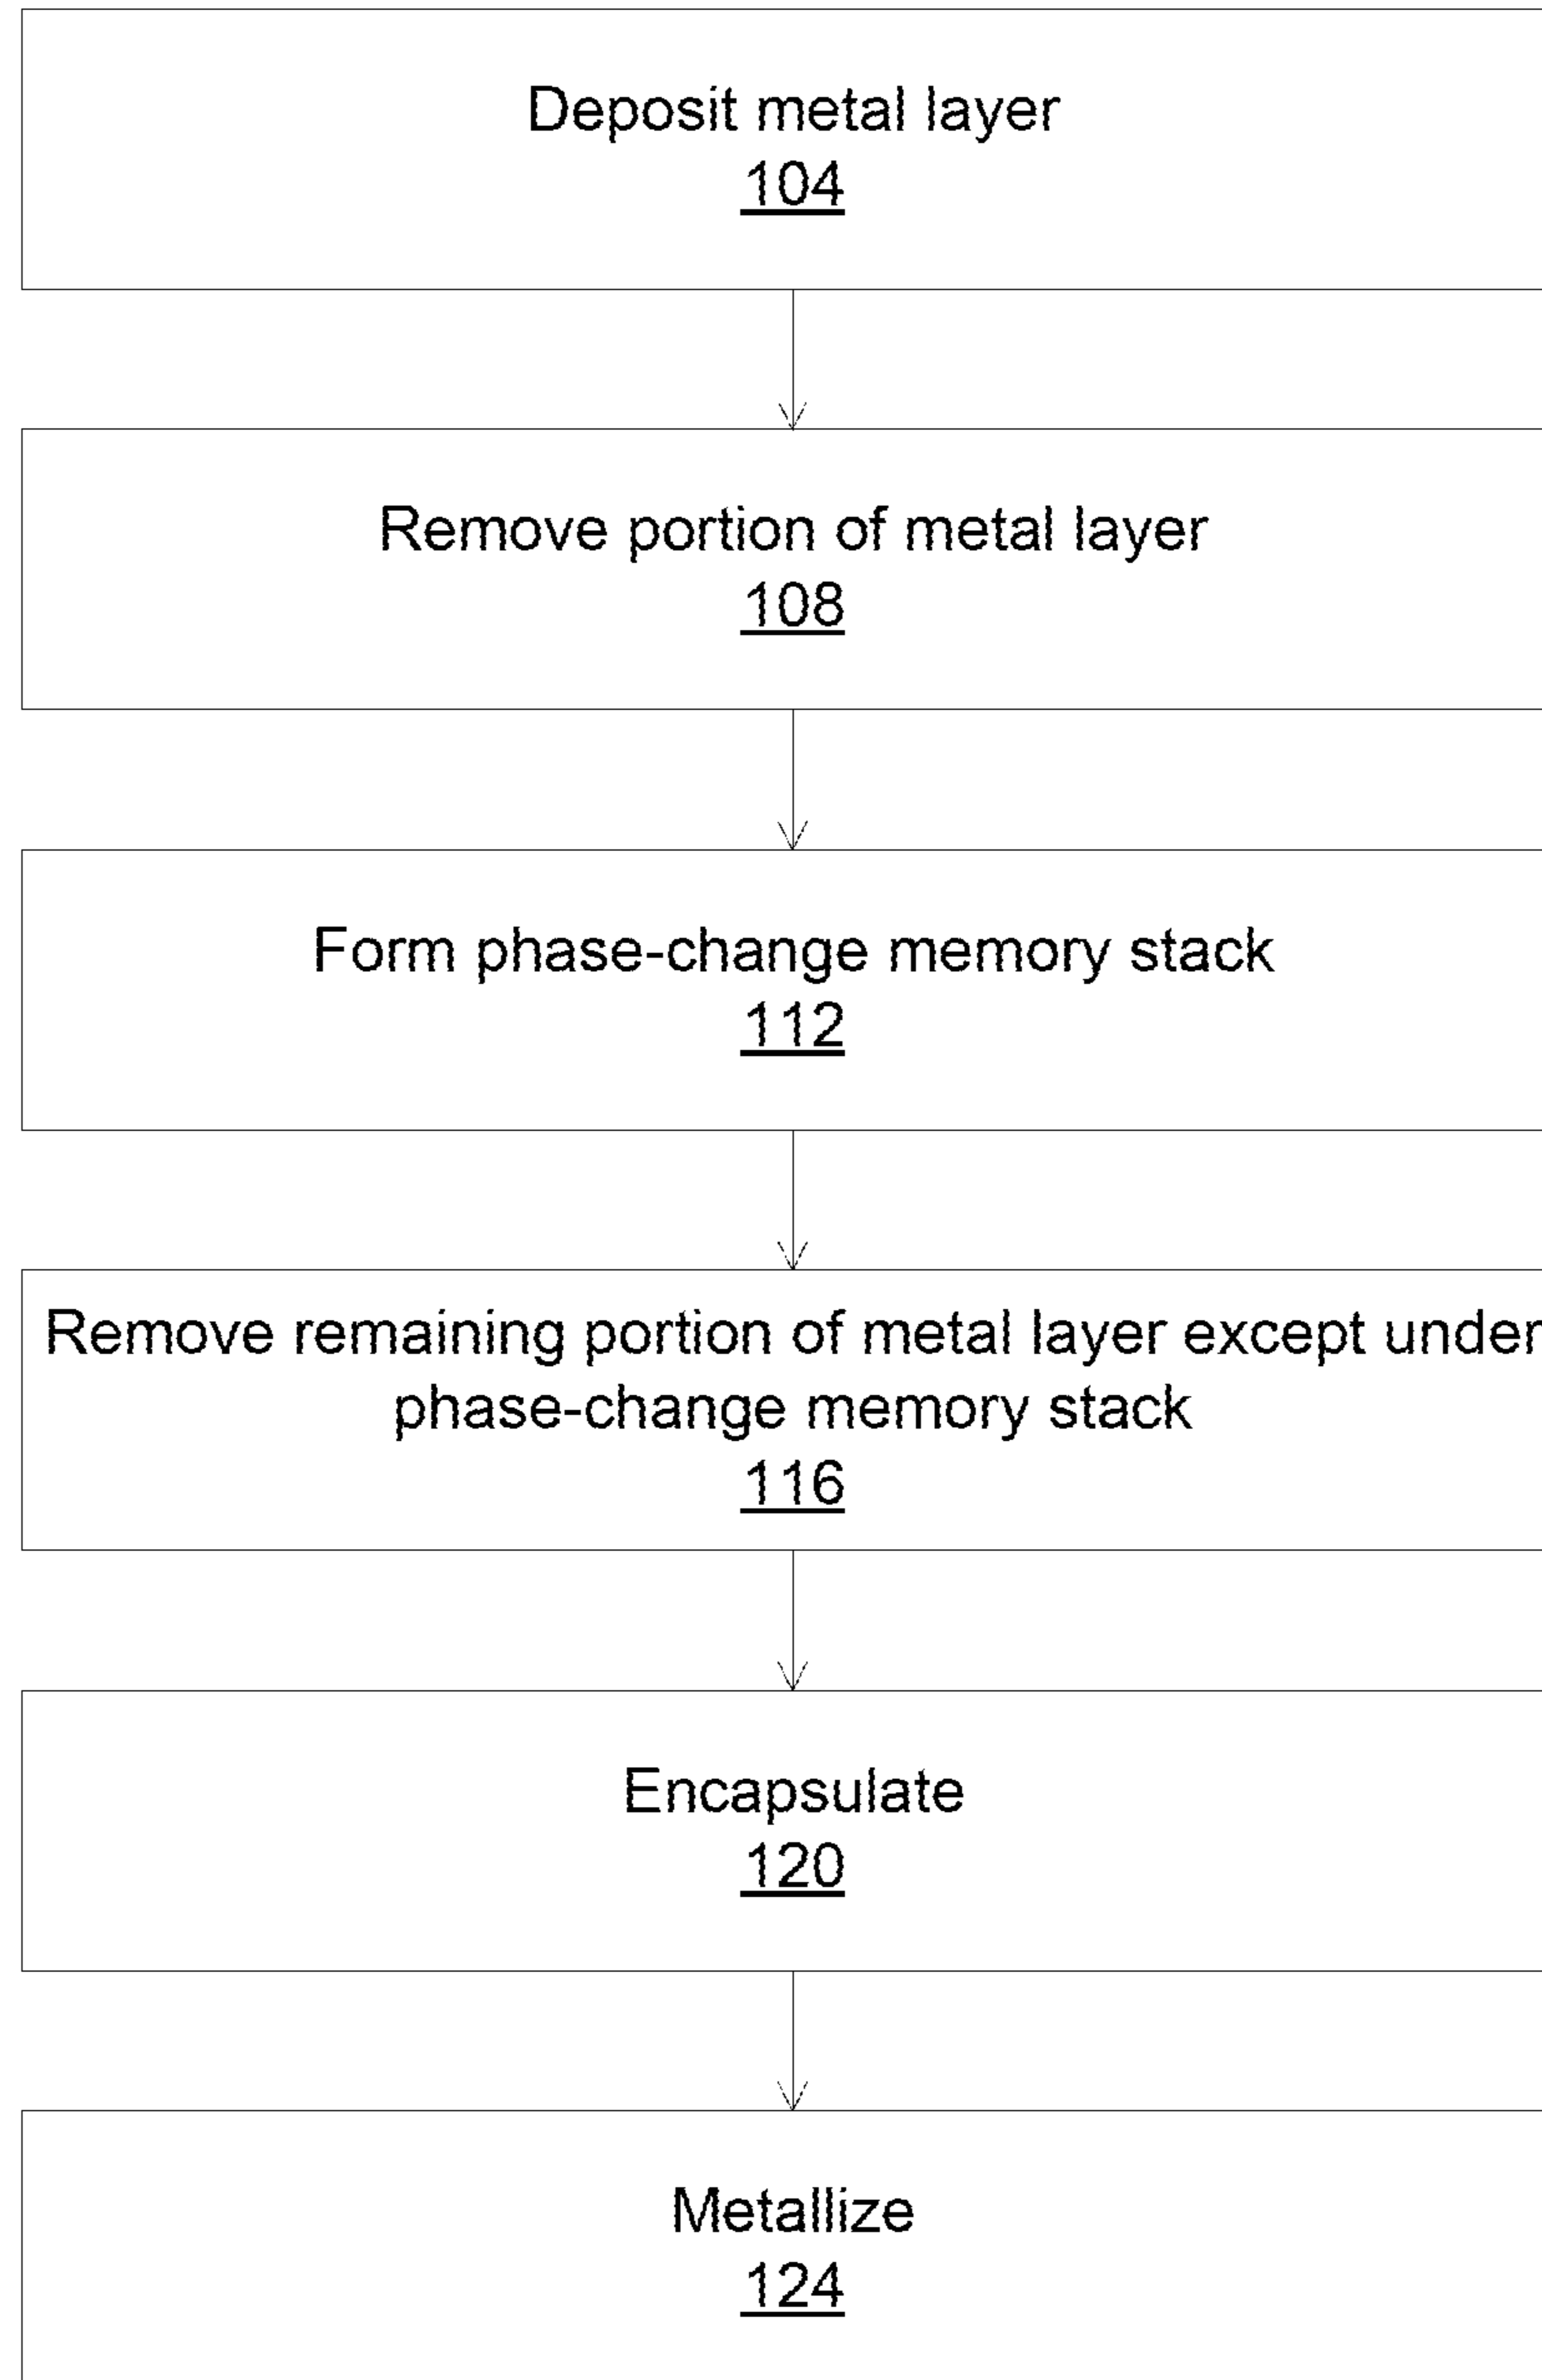 Deposit metal layer
104
Remove portion of metal layer
108
Form phase-change memory stack
112
Remove remaining portion of metal layer except under
phase-change memory stack
116
Encapsulate
120
Metallize
124